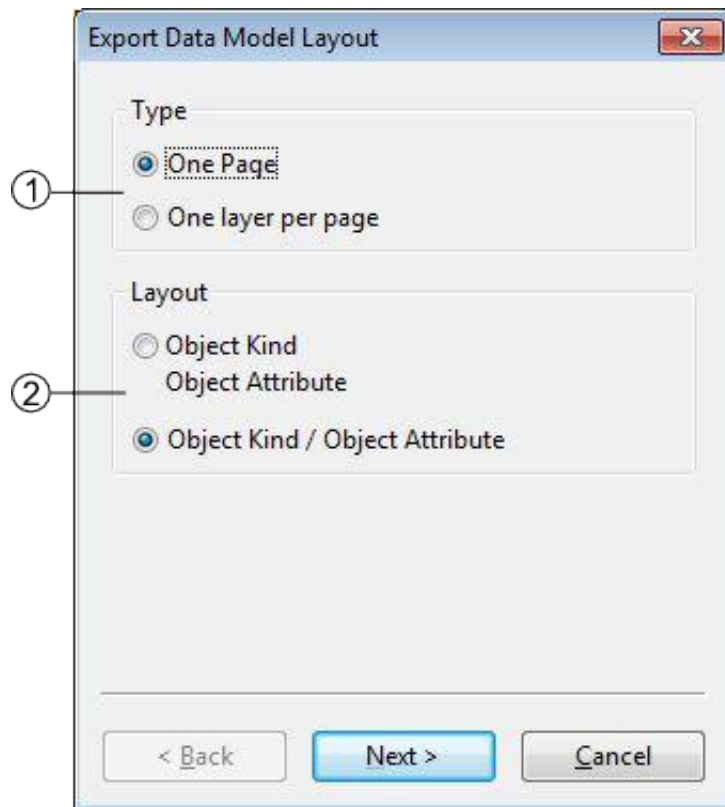 Export Data Model Layout
Type
One Page
1
One layer per page
Layout
Object Kind
Object Attribute
2
Object Kind / Object Attribute
< Back
Next >
Cancel